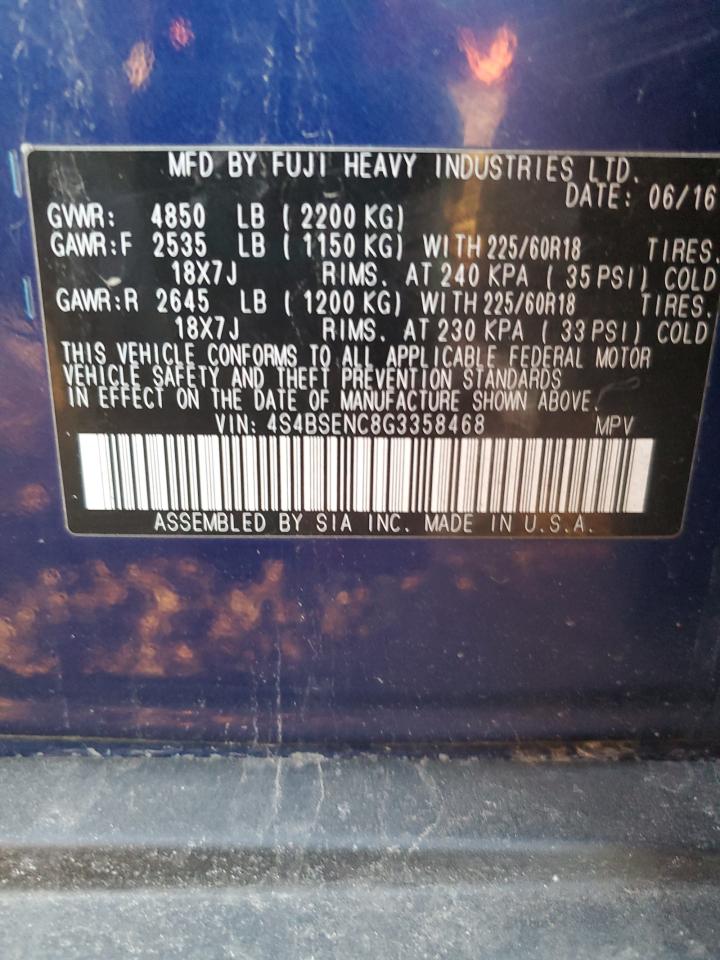 MFD BY FUJI HEAVY INDUSTRIES LTD.
DATE: 06/16
GVWR: 4850 LB ( 2200 KG)
GAWR:F 2535 LB ( 1150 KG) WITH 225/60R18 TIRES.
18X7J RIMS. AT 240 KPA ( 35 PSI) COLD
GAWR:R 2645 LB ( 1200 KG) WITH 225/60R18 TIRES.
18X7J RIMS. AT 230 KPA ( 33 PSI) COLD
THIS VEHICLE CONFORMS TO ALL APPLICABLE FEDERAL MOTOR
VEHICLE SAFETY AND THEFT PREVENTION STANDARDS
IN EFFECT ON THE DATE OF MANUFACTURE SHOWN ABOVE.
VIN: 4S4BSENC8G3358468 MPV
ASSEMBLED BY SIA INC. MADE IN U.S.A.